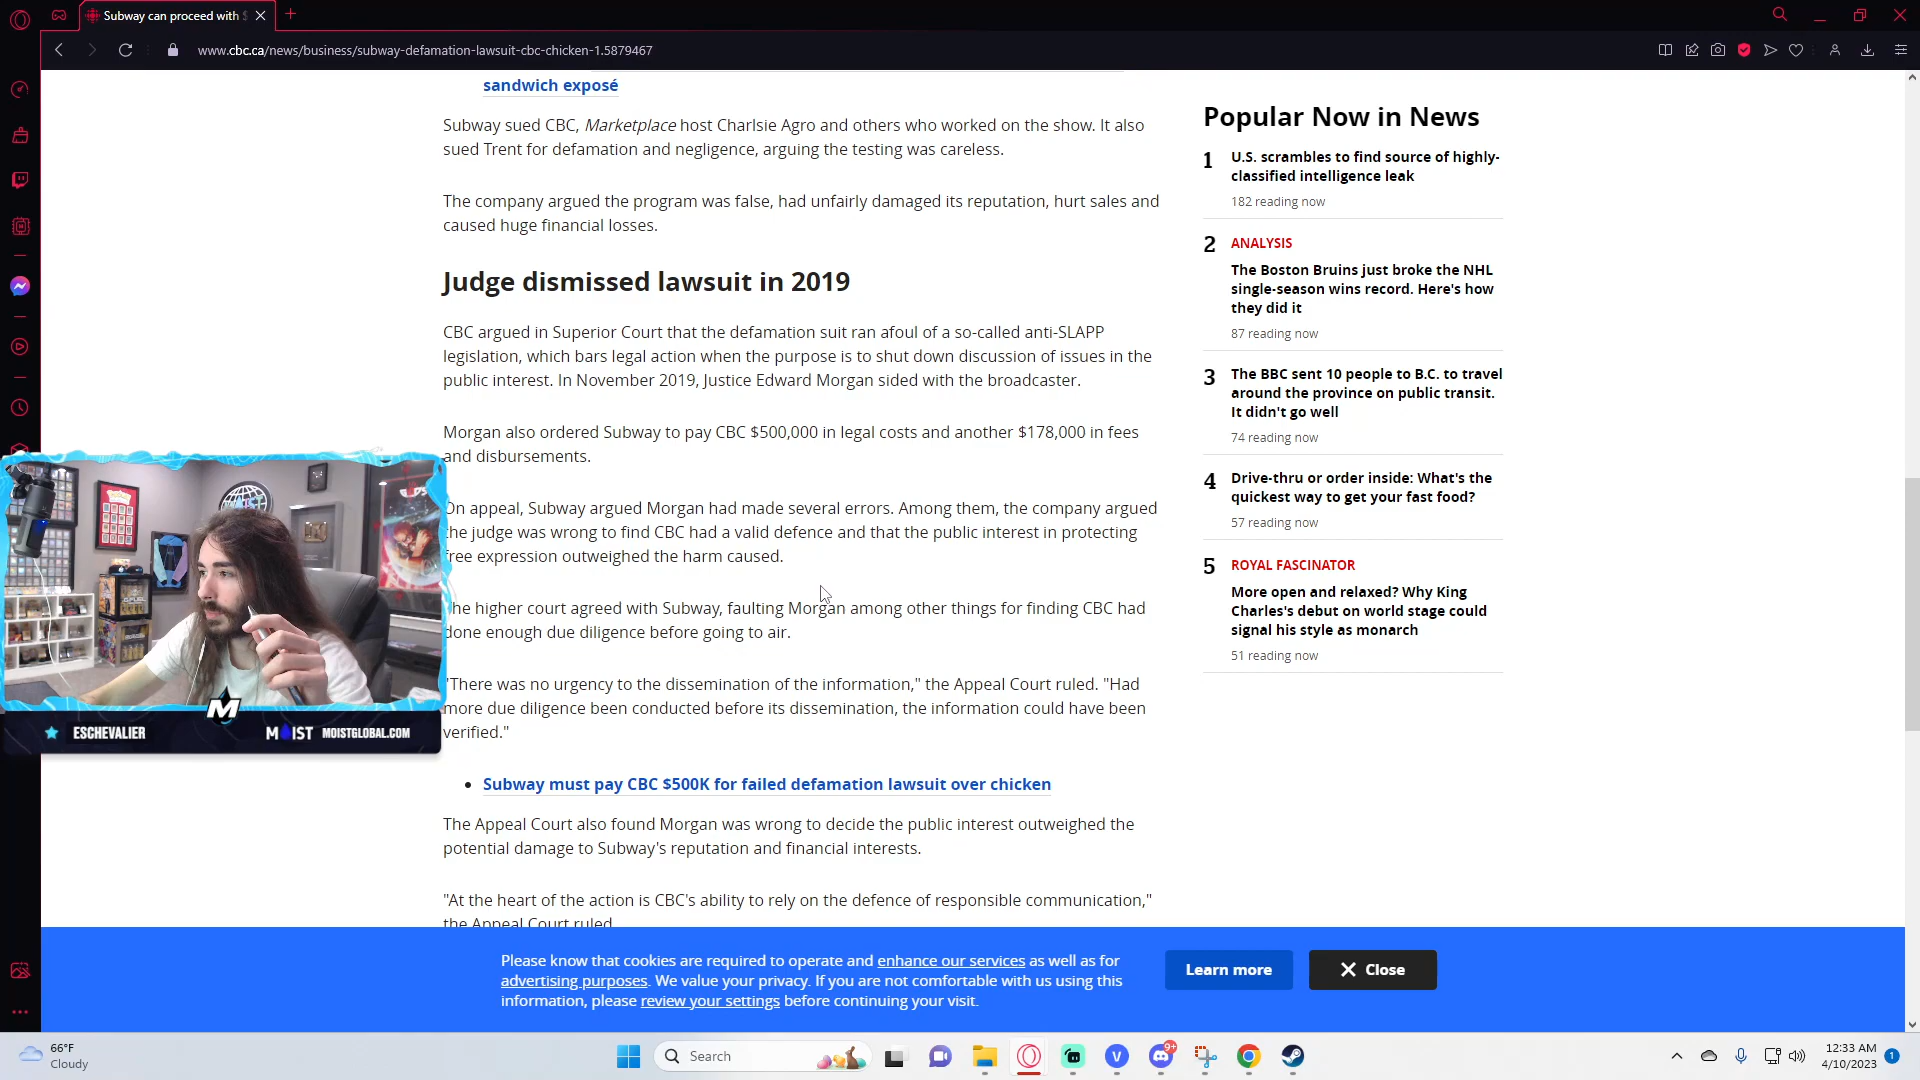 Subway can proceed with $
www.cbc.ca/news/business/subway-defamation-lawsuit-cbc-chicken-1.5879467
sandwich exposé
Subway sued CBC, Marketplace host Charlsie Agro and others who worked on the show. It also
sued Trent for defamation and negligence, arguing the testing was careless.
The company argued the program was false, had unfairly damaged its reputation, hurt sales and
caused huge financial losses.
Judge dismissed lawsuit in 2019
CBC argued in Superior Court that the defamation suit ran afoul of a so-called anti-SLAPP
legislation, which bars legal action when the purpose is to shut down discussion of issues in the
public interest. In November 2019, Justice Edward Morgan sided with the broadcaster.
Morgan also ordered Subway to pay CBC $500,000 in legal costs and another $178,000 in fees
and disbursements.
On appeal, Subway argued Morgan had made several errors. Among them, the company argued
the judge was wrong to find CBC had a valid defence and that the public interest in protecting
free expression outweighed the harm caused.
The higher court agreed with Subway, faulting Morgan among other things for finding CBC had
done enough due diligence before going to air.
"There was no urgency to the dissemination of the information," the Appeal Court ruled. "Had
more due diligence been conducted before its dissemination, the information could have been
verified."
• Subway must pay CBC $500K for failed defamation lawsuit over chicken
The Appeal Court also found Morgan was wrong to decide the public interest outweighed the
potential damage to Subway's reputation and financial interests.
"At the heart of the action is CBC's ability to rely on the defence of responsible communication,"
the Appeal Court ruled.
Popular Now in News
1 U.S. scrambles to find source of highly-
classified intelligence leak
182 reading now
2 ANALYSIS
The Boston Bruins just broke the NHL
single-season wins record. Here's how
they did it
87 reading now
3 The BBC sent 10 people to B.C. to travel
around the province on public transit.
It didn't go well
74 reading now
4 Drive-thru or order inside: What's the
quickest way to get your fast food?
57 reading now
5 ROYAL FASCINATOR
More open and relaxed? Why King
Charles's debut on world stage could
signal his style as monarch
51 reading now
M
ESCHEVALIER
MOIST MOISTGLOBAL.COM
Please know that cookies are required to operate and enhance our services as well as for
advertising purposes. We value your privacy. If you are not comfortable with us using this
information, please review your settings before continuing your visit.
Learn more
Close
66°F
Cloudy
Search
9+
12:33 AM
4/10/2023
1